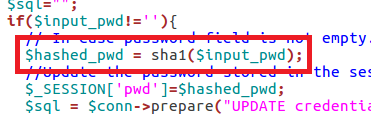 $sql="";
if($input_pwd!=''){
// In case password field is not empty.
$hashed_pwd = sha1($input_pwd);
//Update the password stored in the ses
$_SESSION['pwd']=$hashed_pwd;
$sql = $conn->prepare("UPDATE credentia